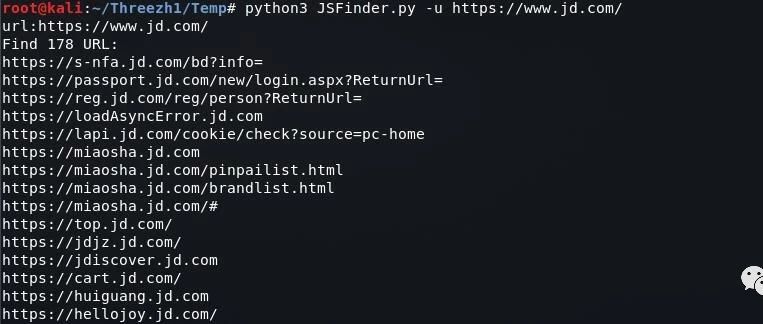 root@kali:~/Threezh1/Temp# python3 JSFinder.py -u https://www.jd.com/
url:https://www.jd.com/
Find 178 URL:
https://s-nfa.jd.com/bd?info=
https://passport.jd.com/new/login.aspx?ReturnUrl=
https://reg.jd.com/reg/person?ReturnUrl=
https://loadAsyncError.jd.com
https://lapi.jd.com/cookie/check?source=pc-home
https://miaosha.jd.com
https://miaosha.jd.com/pinpailist.html
https://miaosha.jd.com/brandlist.html
https://miaosha.jd.com/#
https://top.jd.com/
https://jdjz.jd.com/
https://jdiscover.jd.com
https://cart.jd.com/
https://huiguang.jd.com
https://hellojoy.jd.com/